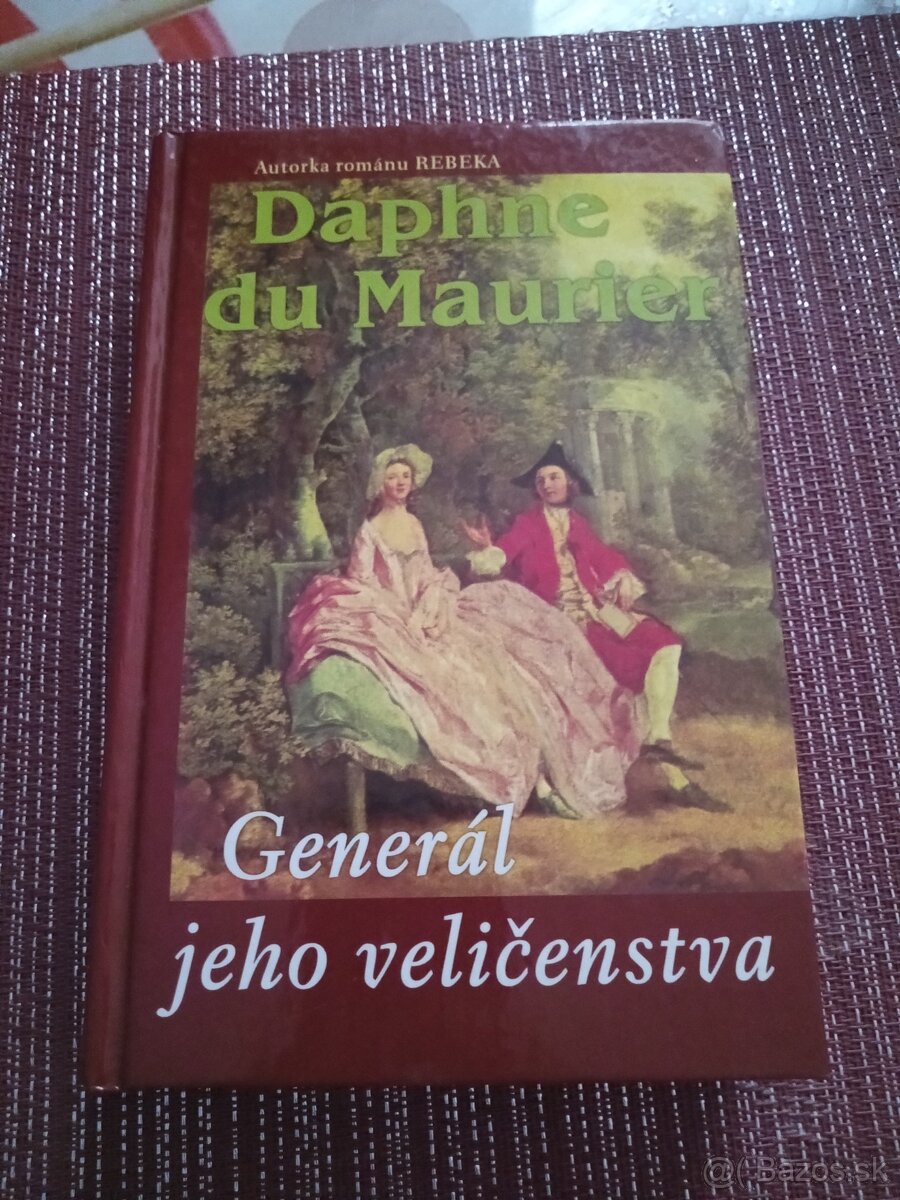 Autorka románu REBEKA
Daphne
du Maurier
Generál
jeho veličenstva
@( Bazos.sk